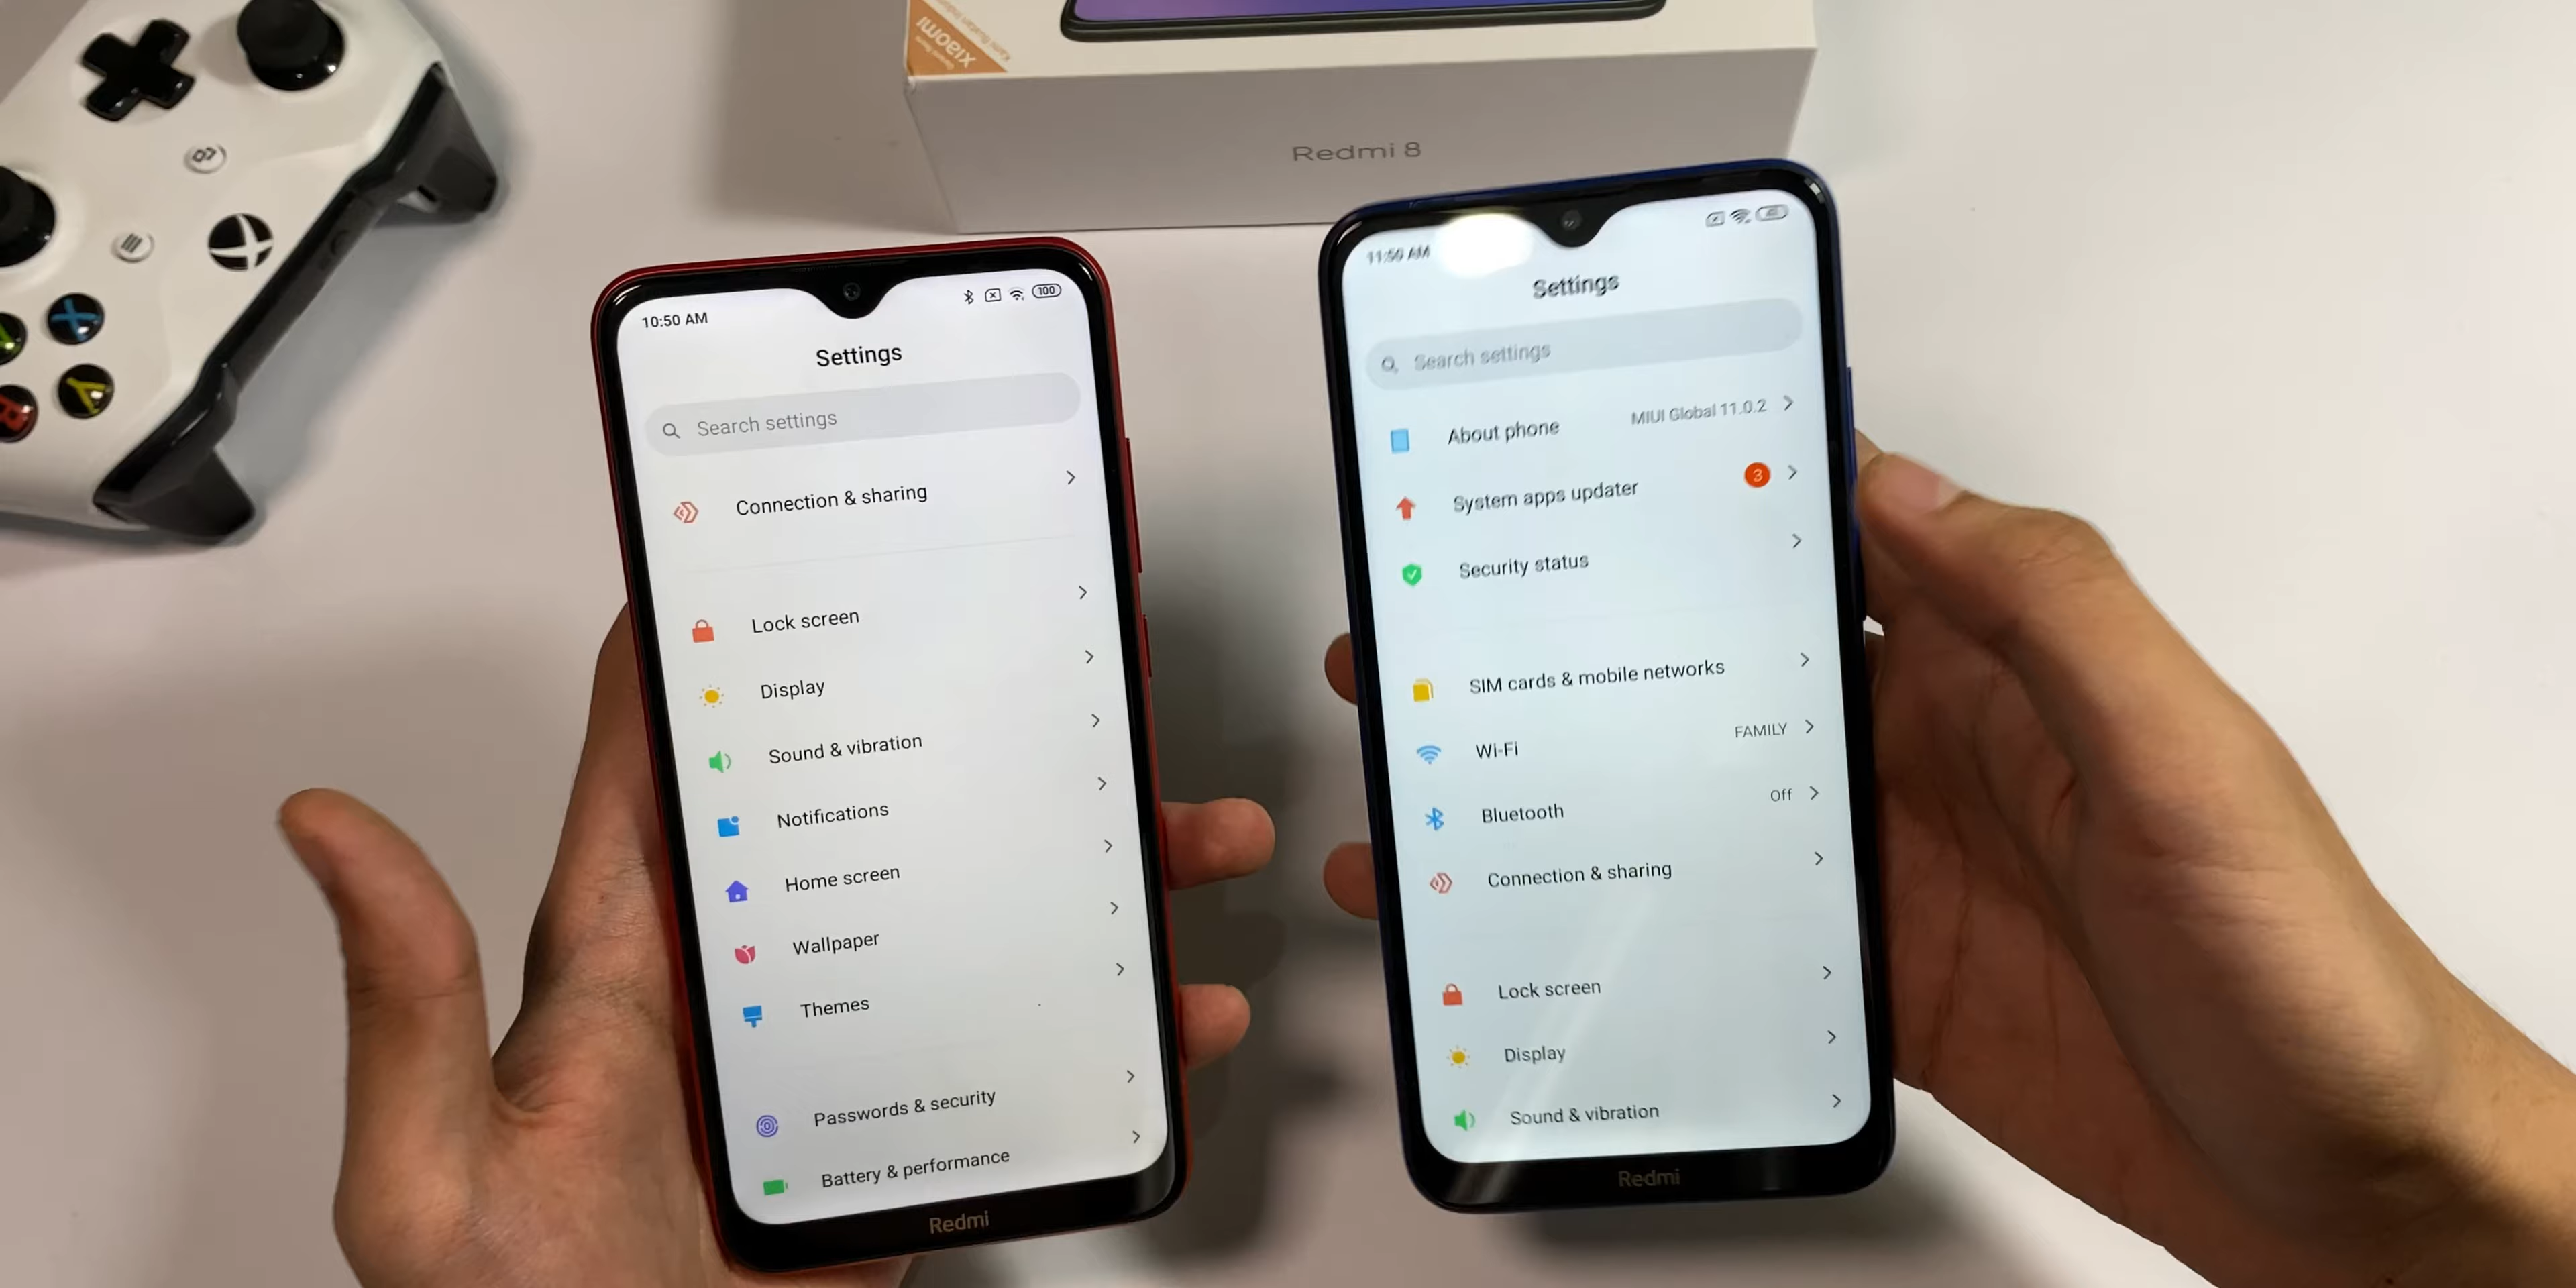 xiaomi
Redmi 8
10:50 AM
100
Settings
Search settings
Connection & sharing
Lock screen
Display
Sound & vibration
Notifications
Home screen
Wallpaper
Themes
Passwords & security
Battery & performance
Redmi
11:50 AM
Settings
Search settings
About phone MIUI Global 11.0.2
System apps updater 3
Security status
SIM cards & mobile networks
Wi-Fi FAMILY
Bluetooth Off
Connection & sharing
Lock screen
Display
Sound & vibration
Redmi
X
Y
B